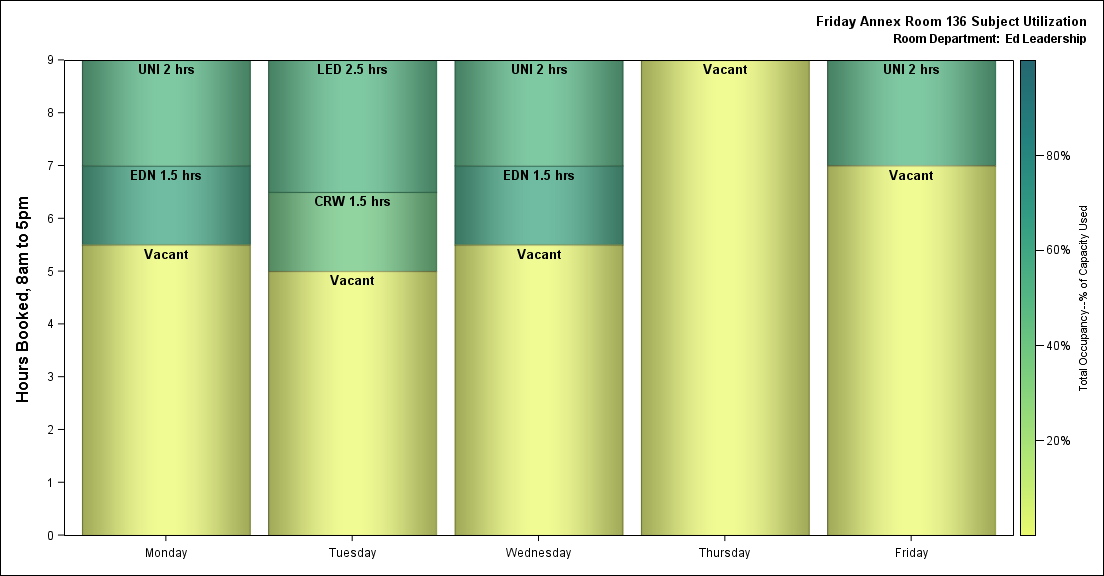 Friday Annex Room 136 Subject Utilization
Room Department: Ed Leadership
Hours Booked, 8am to 5pm
9
8
7
6
5
4
3
2
1
0
UNI 2 hrs
EDN 1.5 hrs
Vacant
LED 2.5 hrs
CRW 1.5 hrs
Vacant
UNI 2 hrs
EDN 1.5 hrs
Vacant
Vacant
UNI 2 hrs
Vacant
Monday
Tuesday
Wednesday
Thursday
Friday
80%
60%
40%
20%
Total Occupancy--% of Capacity Used